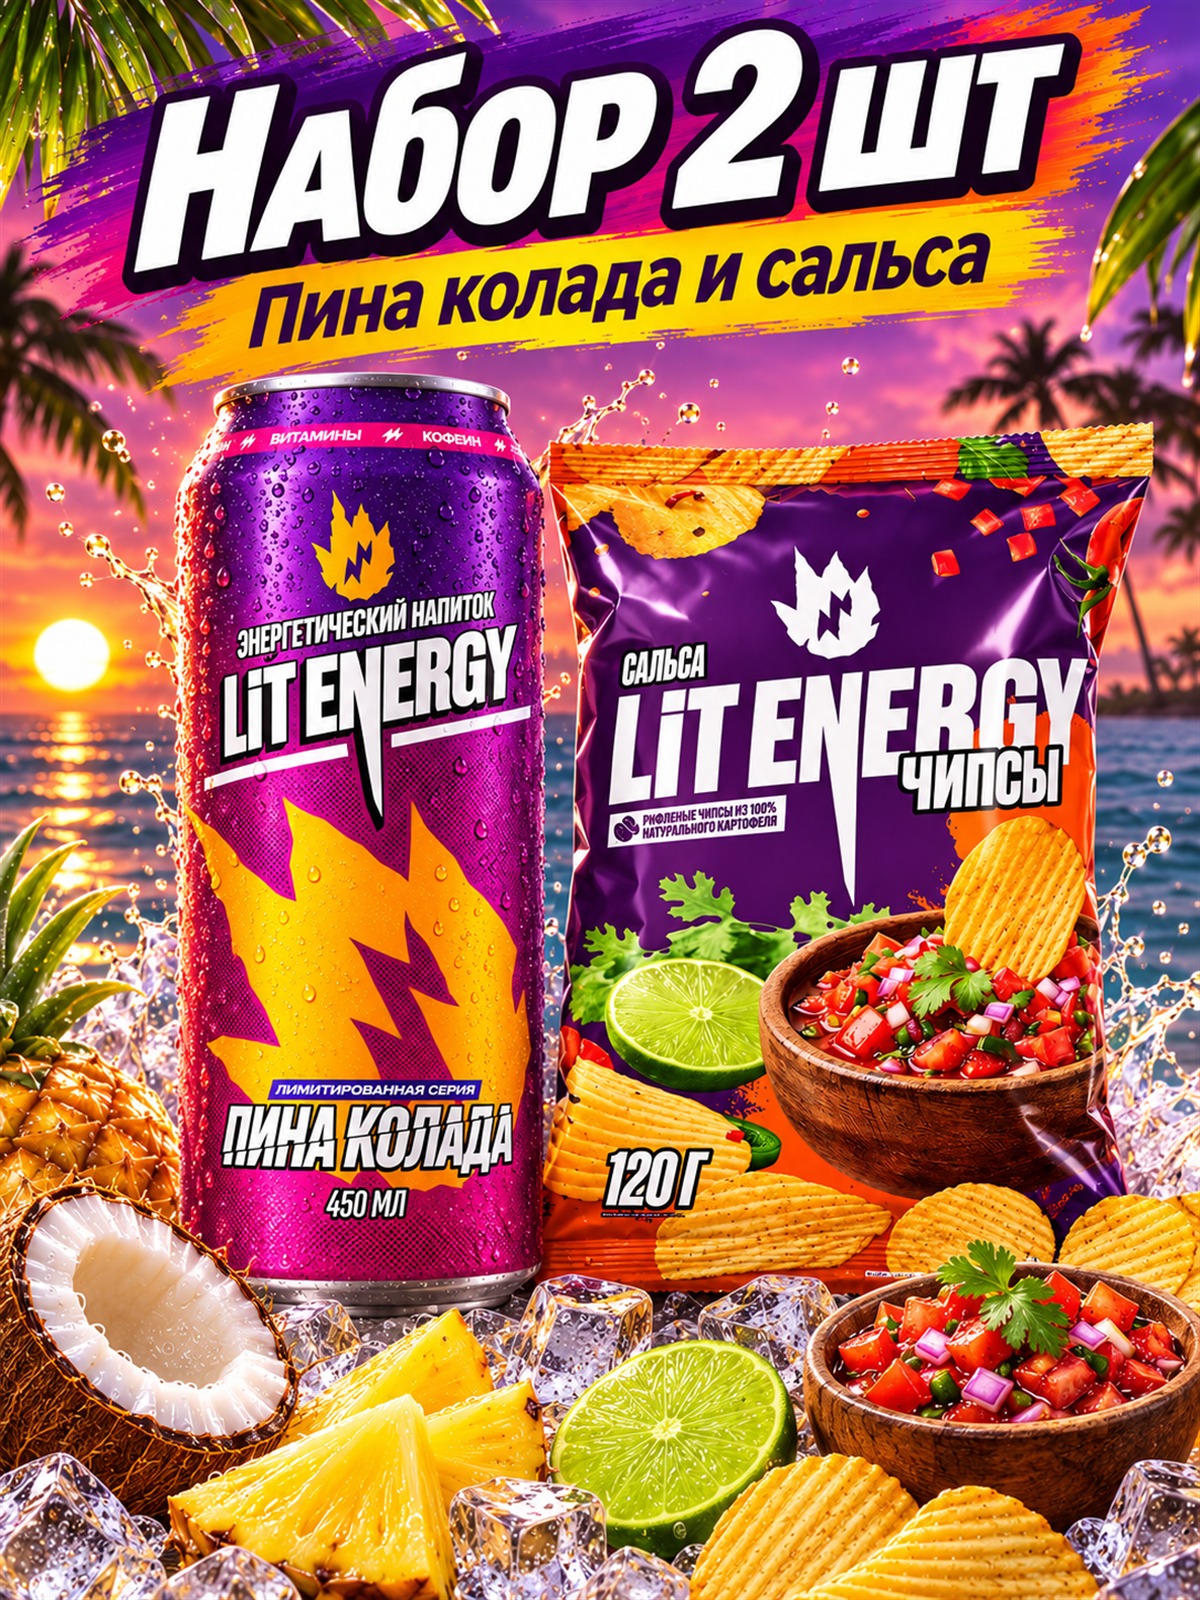 Набор 2 шт
Пина колада и сальса
ВИТАМИНЫ КОФЕИН
ЭНЕРГЕТИЧЕСКИЙ НАПИТОК
LiT ENERGY
ЛИМИТИРОВАННАЯ СЕРИЯ
ПИНА КОЛАДА
450 МЛ
САЛЬСА
LiT ENERGY
ЧИПСЫ
РИФЛЕНЫЕ ЧИПСЫ ИЗ 100%
НАТУРАЛЬНОГО КАРТОФЕЛЯ
120 Г